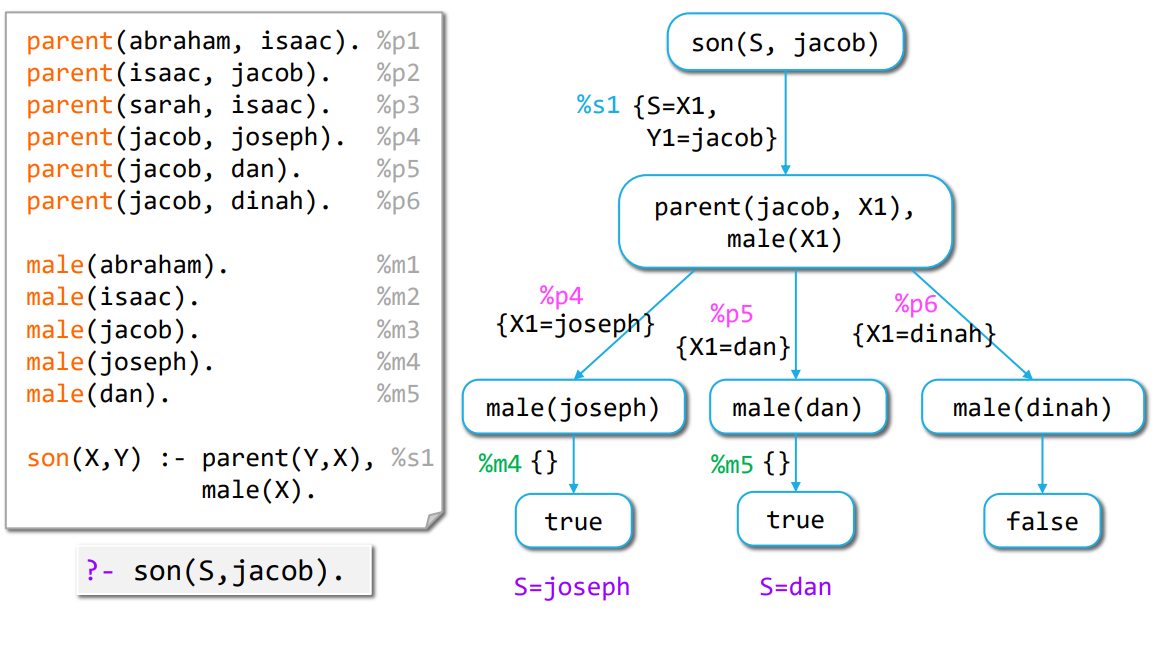 parent(abraham, isaac). %p1
parent(isaac, jacob). %p2
parent(sarah, isaac). %p3
parent(jacob, joseph). %p4
parent(jacob, dan). %p5
parent(jacob, dinah). %p6
male(abraham). %m1
male(isaac). %m2
male(jacob). %m3
male(joseph). %m4
male(dan). %m5
son(X,Y) :- parent(Y,X), %s1
male(X).
?- son(S,jacob).
son(S, jacob)
%s1 {S=X1,
Y1=jacob}
parent(jacob, X1),
male(X1)
%p4
{X1=joseph}
%p5
{X1=dan}
%p6
{X1=dinah}
male(joseph)
male(dan)
male(dinah)
%m4 {}
%m5 {}
true
true
false
S=joseph
S=dan